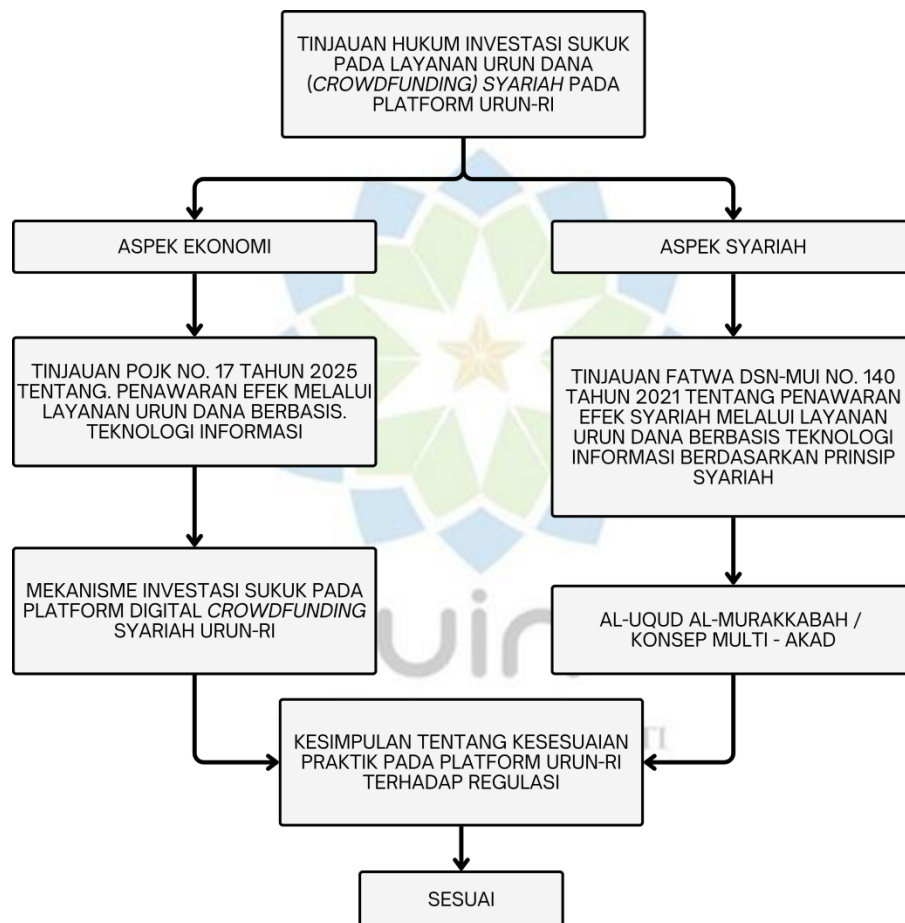 TINJAUAN HUKUM INVESTASI SUKUK
PADA LAYANAN URUN DANA
(CROWDFUNDING) SYARIAH PADA
PLATFORM URUN-RI
ASPEK EKONOMI
ASPEK SYARIAH
TINJAUAN POJK NO. 17 TAHUN 2025
TENTANG. PENAWARAN EFEK MELALUI
LAYANAN URUN DANA BERBASIS.
TEKNOLOGI INFORMASI
TINJAUAN FATWA DSN-MUI NO. 140
TAHUN 2021 TENTANG PENAWARAN
EFEK SYARIAH MELALUI LAYANAN
URUN DANA BERBASIS TEKNOLOGI
INFORMASI BERDASARKAN PRINSIP
SYARIAH
MEKANISME INVESTASI SUKUK PADA
PLATFORM DIGITAL CROWDFUNDING
SYARIAH URUN-RI
AL-UQUD AL-MURAKKABAH /
KONSEP MULTI - AKAD
uin
KESIMPULAN TENTANG KESESUAIAN
PRAKTIK PADA PLATFORM URUN-RI
TERHADAP REGULASI
SESUAI